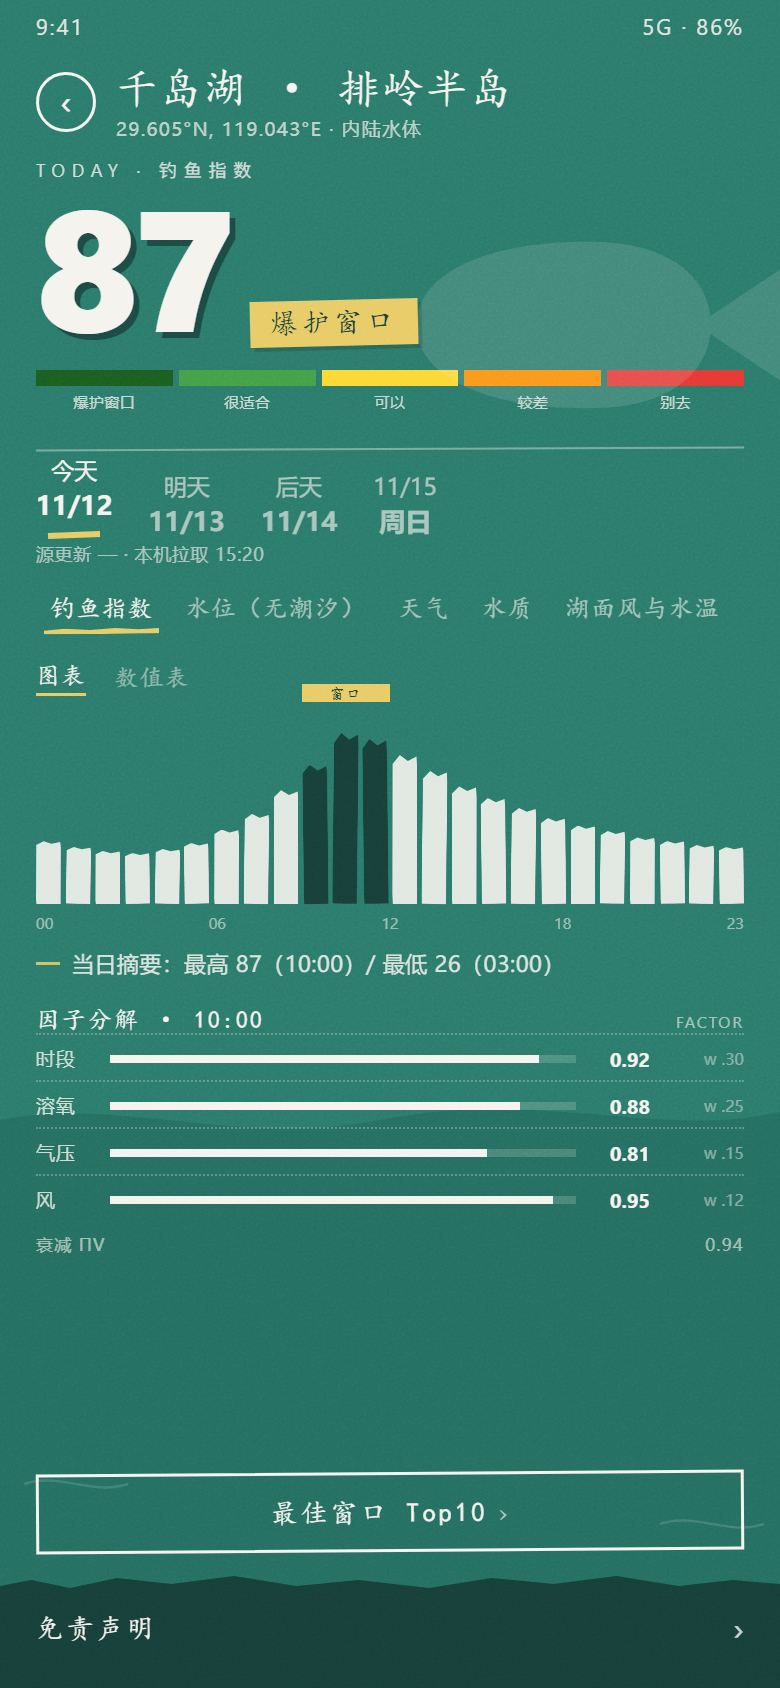 9:41 5G · 86%
‹ 千岛湖 • 排岭半岛
29.605°N, 119.043°E · 内陆水体
TODAY · 钓鱼指数
87
爆护窗口
爆护窗口 很适合 可以 较差 别去
今天 明天 后天 11/15
11/12 11/13 11/14 周日
源更新 — · 本机拉取 15:20
钓鱼指数 水位（无潮汐） 天气 水质 湖面风与水温
图表 数值表
窗口
00 06 12 18 23
当日摘要：最高 87（10:00）/ 最低 26（03:00）
因子分解 • 10:00 FACTOR
时段 0.92 w .30
溶氧 0.88 w .25
气压 0.81 w .15
风 0.95 w .12
衰减 ΠV 0.94
最佳窗口 Top10 ›
免责声明 ›